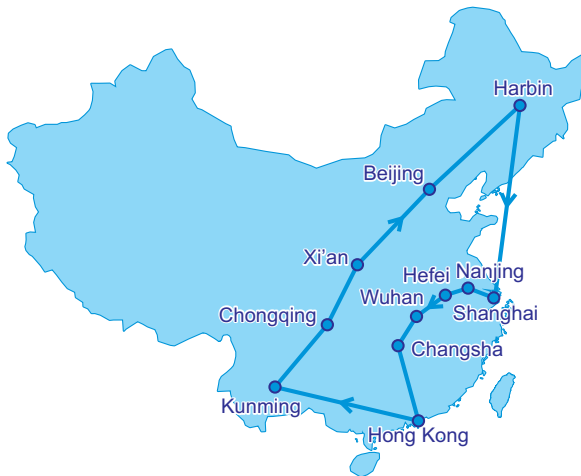 Harbin
Beijing
Xi'an
Nanjing
Hefei
Wuhan
Shanghai
Chongqing
Changsha
Kunming
Hong Kong